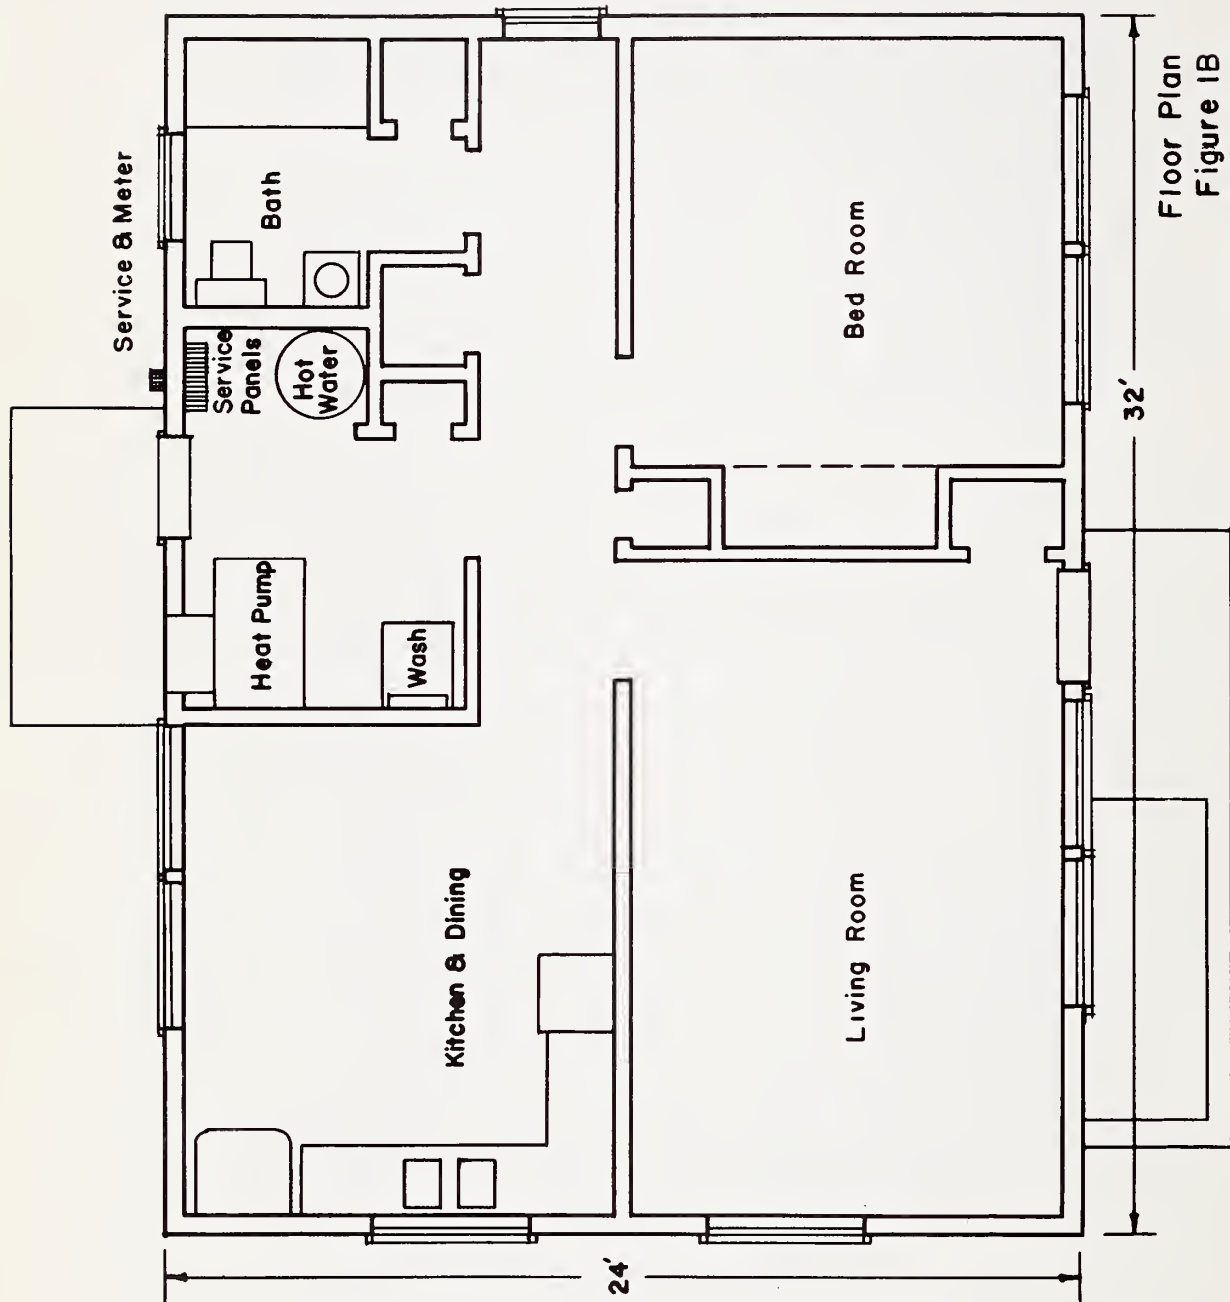 Service & Meter
Bath
Service
Panels
Hot
Water
Heat Pump
Wash
Kitchen & Dining
Bed Room
Living Room
32'
24'
Floor Plan
Figure 1B